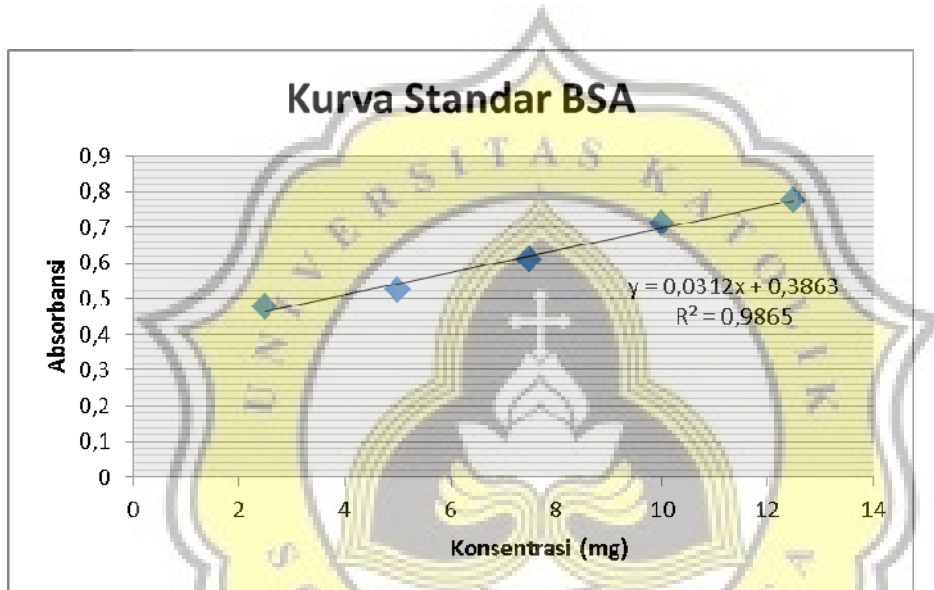 Kurva Standar BSA
0,9
0,8
0,7
0,6
0,5
0,4
0,3
0,2
0,1
0
Absorbansi
y = 0,0312x + 0,3863
R² = 0,9865
0 2 4 6 8 10 12 14
Konsentrasi (mg)
UNIVERSITAS KATOLIK